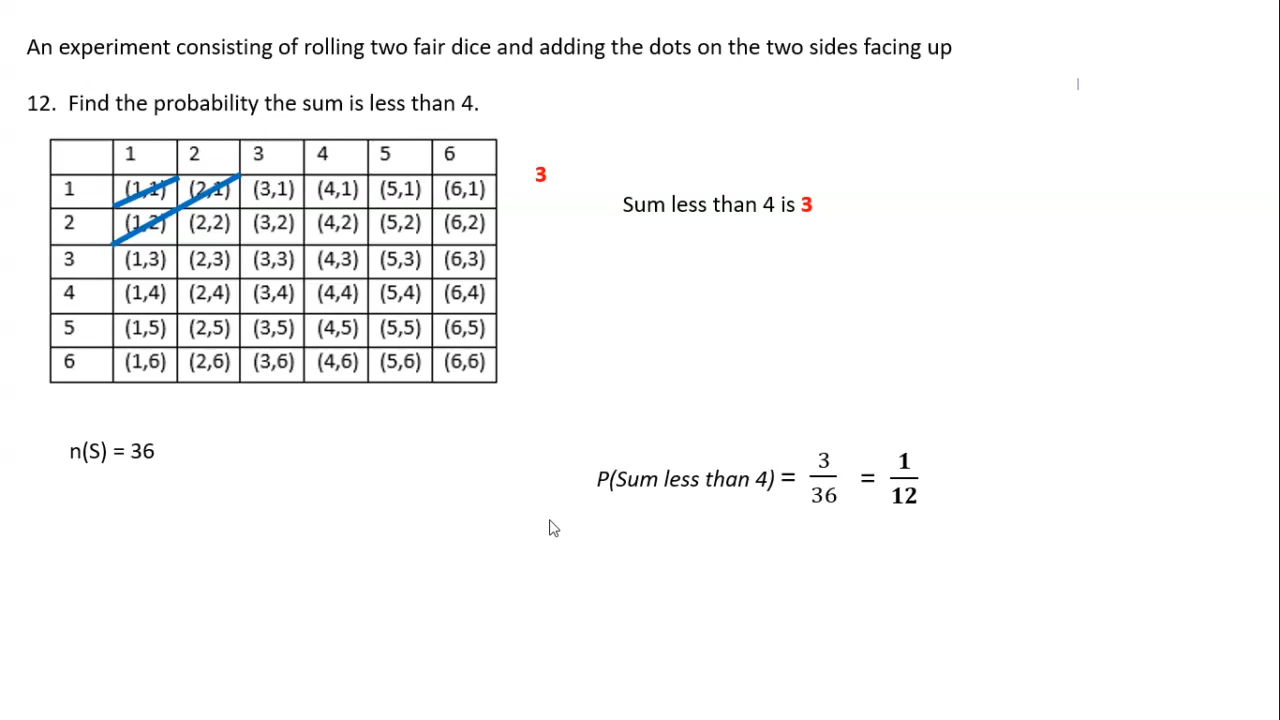 An experiment consisting of rolling two fair dice and adding the dots on the two sides facing up
12. Find the probability the sum is less than 4.
1 2 3 4 5 6
1 (1,1) (2,1) (3,1) (4,1) (5,1) (6,1)
2 (1,2) (2,2) (3,2) (4,2) (5,2) (6,2)
3 (1,3) (2,3) (3,3) (4,3) (5,3) (6,3)
4 (1,4) (2,4) (3,4) (4,4) (5,4) (6,4)
5 (1,5) (2,5) (3,5) (4,5) (5,5) (6,5)
6 (1,6) (2,6) (3,6) (4,6) (5,6) (6,6)
3
Sum less than 4 is 3
n(S) = 36
P(Sum less than 4) = 3/36 = 1/12